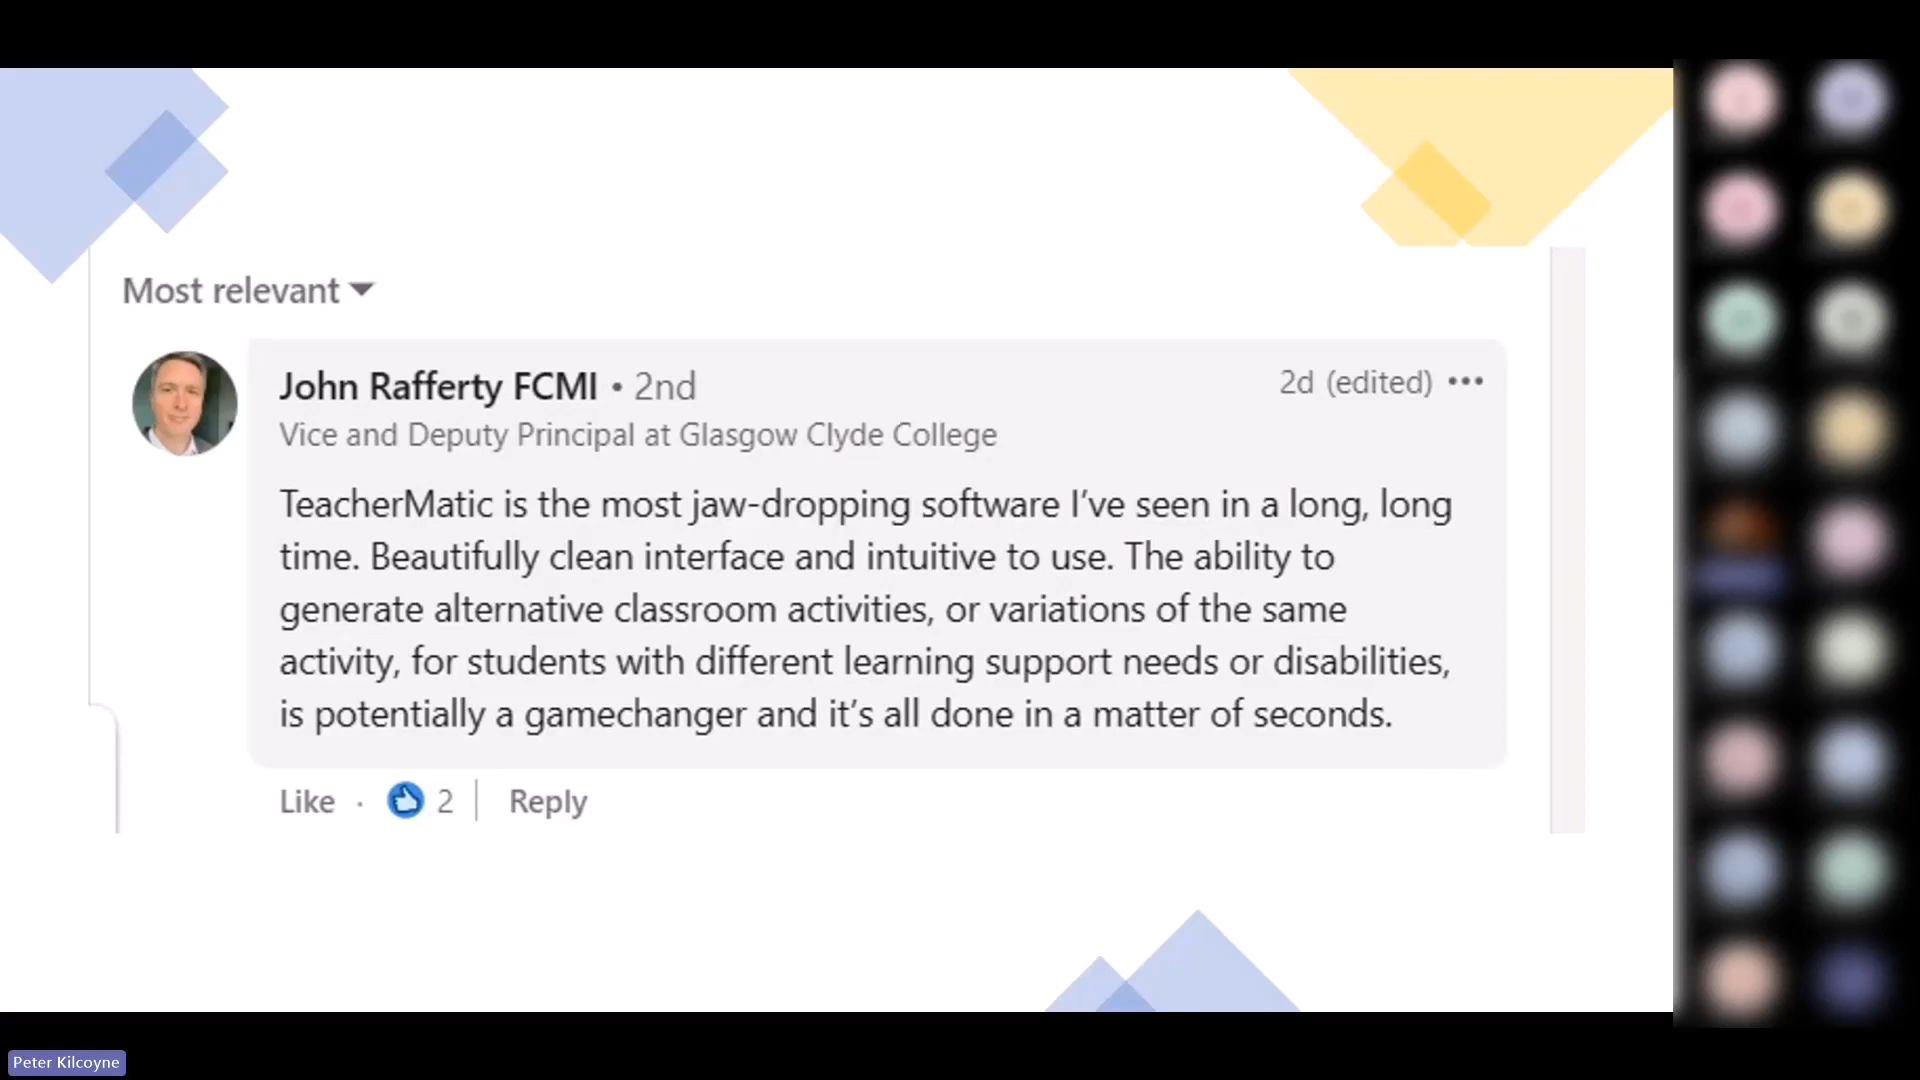 Most relevant
John Rafferty FCMI • 2nd
2d (edited) •••
Vice and Deputy Principal at Glasgow Clyde College
TeacherMatic is the most jaw-dropping software I’ve seen in a long, long
time. Beautifully clean interface and intuitive to use. The ability to
generate alternative classroom activities, or variations of the same
activity, for students with different learning support needs or disabilities,
is potentially a gamechanger and it’s all done in a matter of seconds.
Like · 2 | Reply
Peter Kilcoyne